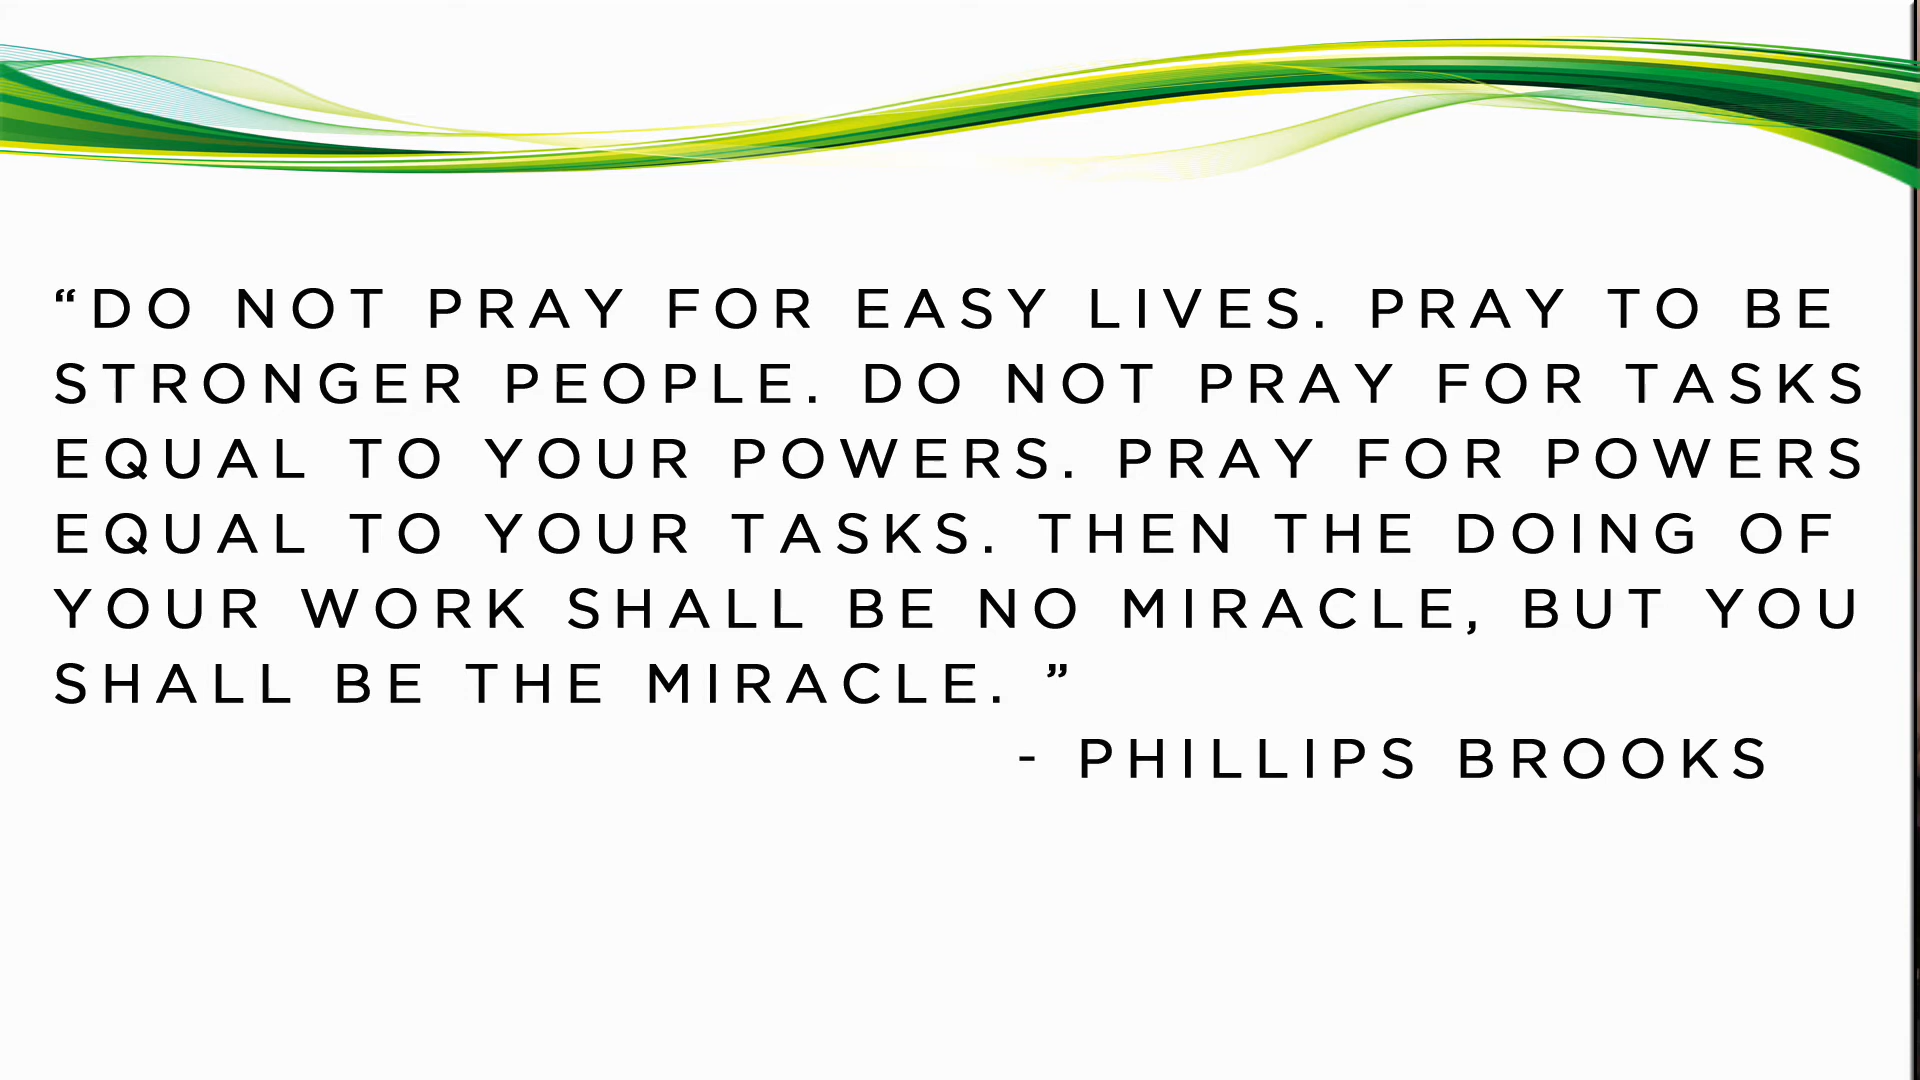 “DO NOT PRAY FOR EASY LIVES. PRAY TO BE
STRONGER PEOPLE. DO NOT PRAY FOR TASKS
EQUAL TO YOUR POWERS. PRAY FOR POWERS
EQUAL TO YOUR TASKS. THEN THE DOING OF
YOUR WORK SHALL BE NO MIRACLE, BUT YOU
SHALL BE THE MIRACLE. ”
- PHILLIPS BROOKS